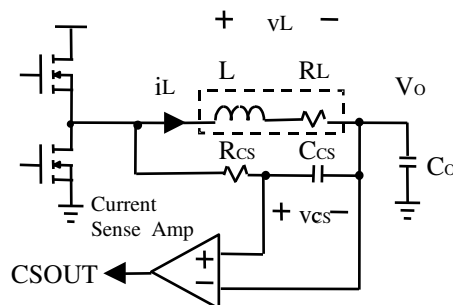 + vL −
iL
L
RL
VO
RCS
CCS
CO
+ vcs −
Current
Sense Amp
CSOUT
+
−